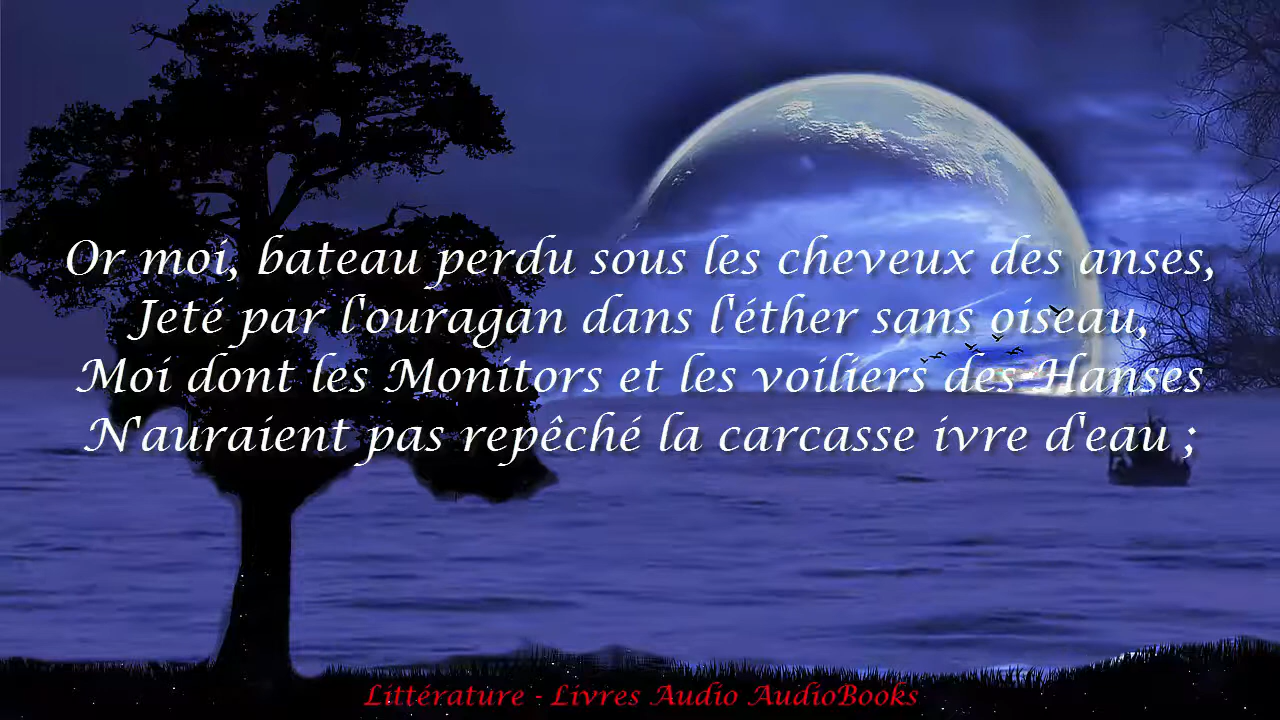 Or moi, bateau perdu sous les cheveux des anses,
Jeté par l'ouragan dans l'éther sans oiseau,
Moi dont les Monitors et les voiliers des Hanses
N'auraient pas repêché la carcasse ivre d'eau ;
Littérature - Livres Audio AudioBooks